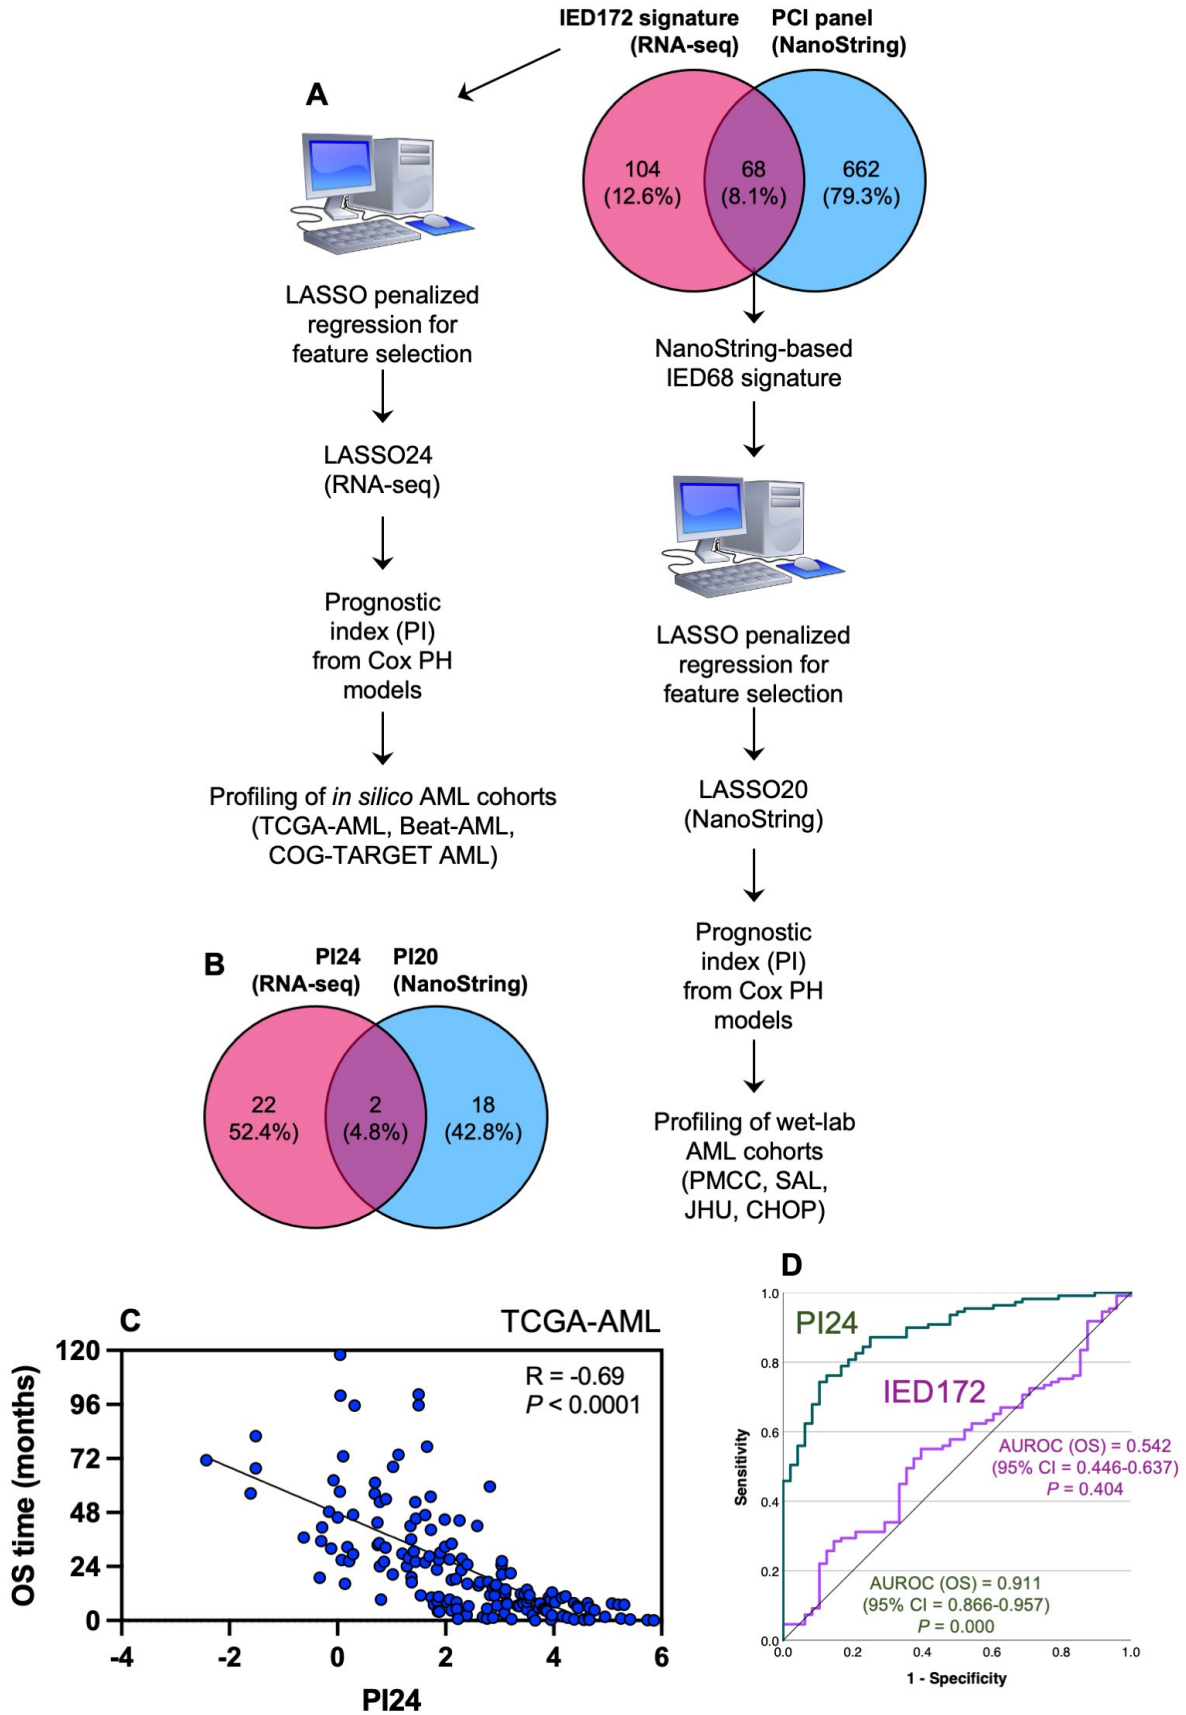 IED172 signature
(RNA-seq)
PCI panel
(NanoString)
A
104
(12.6%)
68
(8.1%)
662
(79.3%)
LASSO penalized
regression for
feature selection
LASSO24
(RNA-seq)
Prognostic
index (PI)
from Cox PH
models
Profiling of in silico AML cohorts
(TCGA-AML, Beat-AML,
COG-TARGET AML)
NanoString-based
IED68 signature
LASSO penalized
regression for
feature selection
LASSO20
(NanoString)
Prognostic
index (PI)
from Cox PH
models
Profiling of wet-lab
AML cohorts
(PMCC, SAL,
JHU, CHOP)
B
PI24
(RNA-seq)
PI20
(NanoString)
22
52.4%)
2
(4.8%)
18
(42.8%)
C
TCGA-AML
R = -0.69
P < 0.0001
OS time (months)
120
96
72
48
24
0
-4 -2 0 2 4 6
PI24
D
PI24
IED172
AUROC (OS) = 0.542
(95% CI = 0.446-0.637)
P = 0.404
AUROC (OS) = 0.911
(95% CI = 0.866-0.957)
P = 0.000
Sensitivity
1.0
0.8
0.6
0.4
0.2
0.0
0.0 0.2 0.4 0.6 0.8 1.0
1 - Specificity